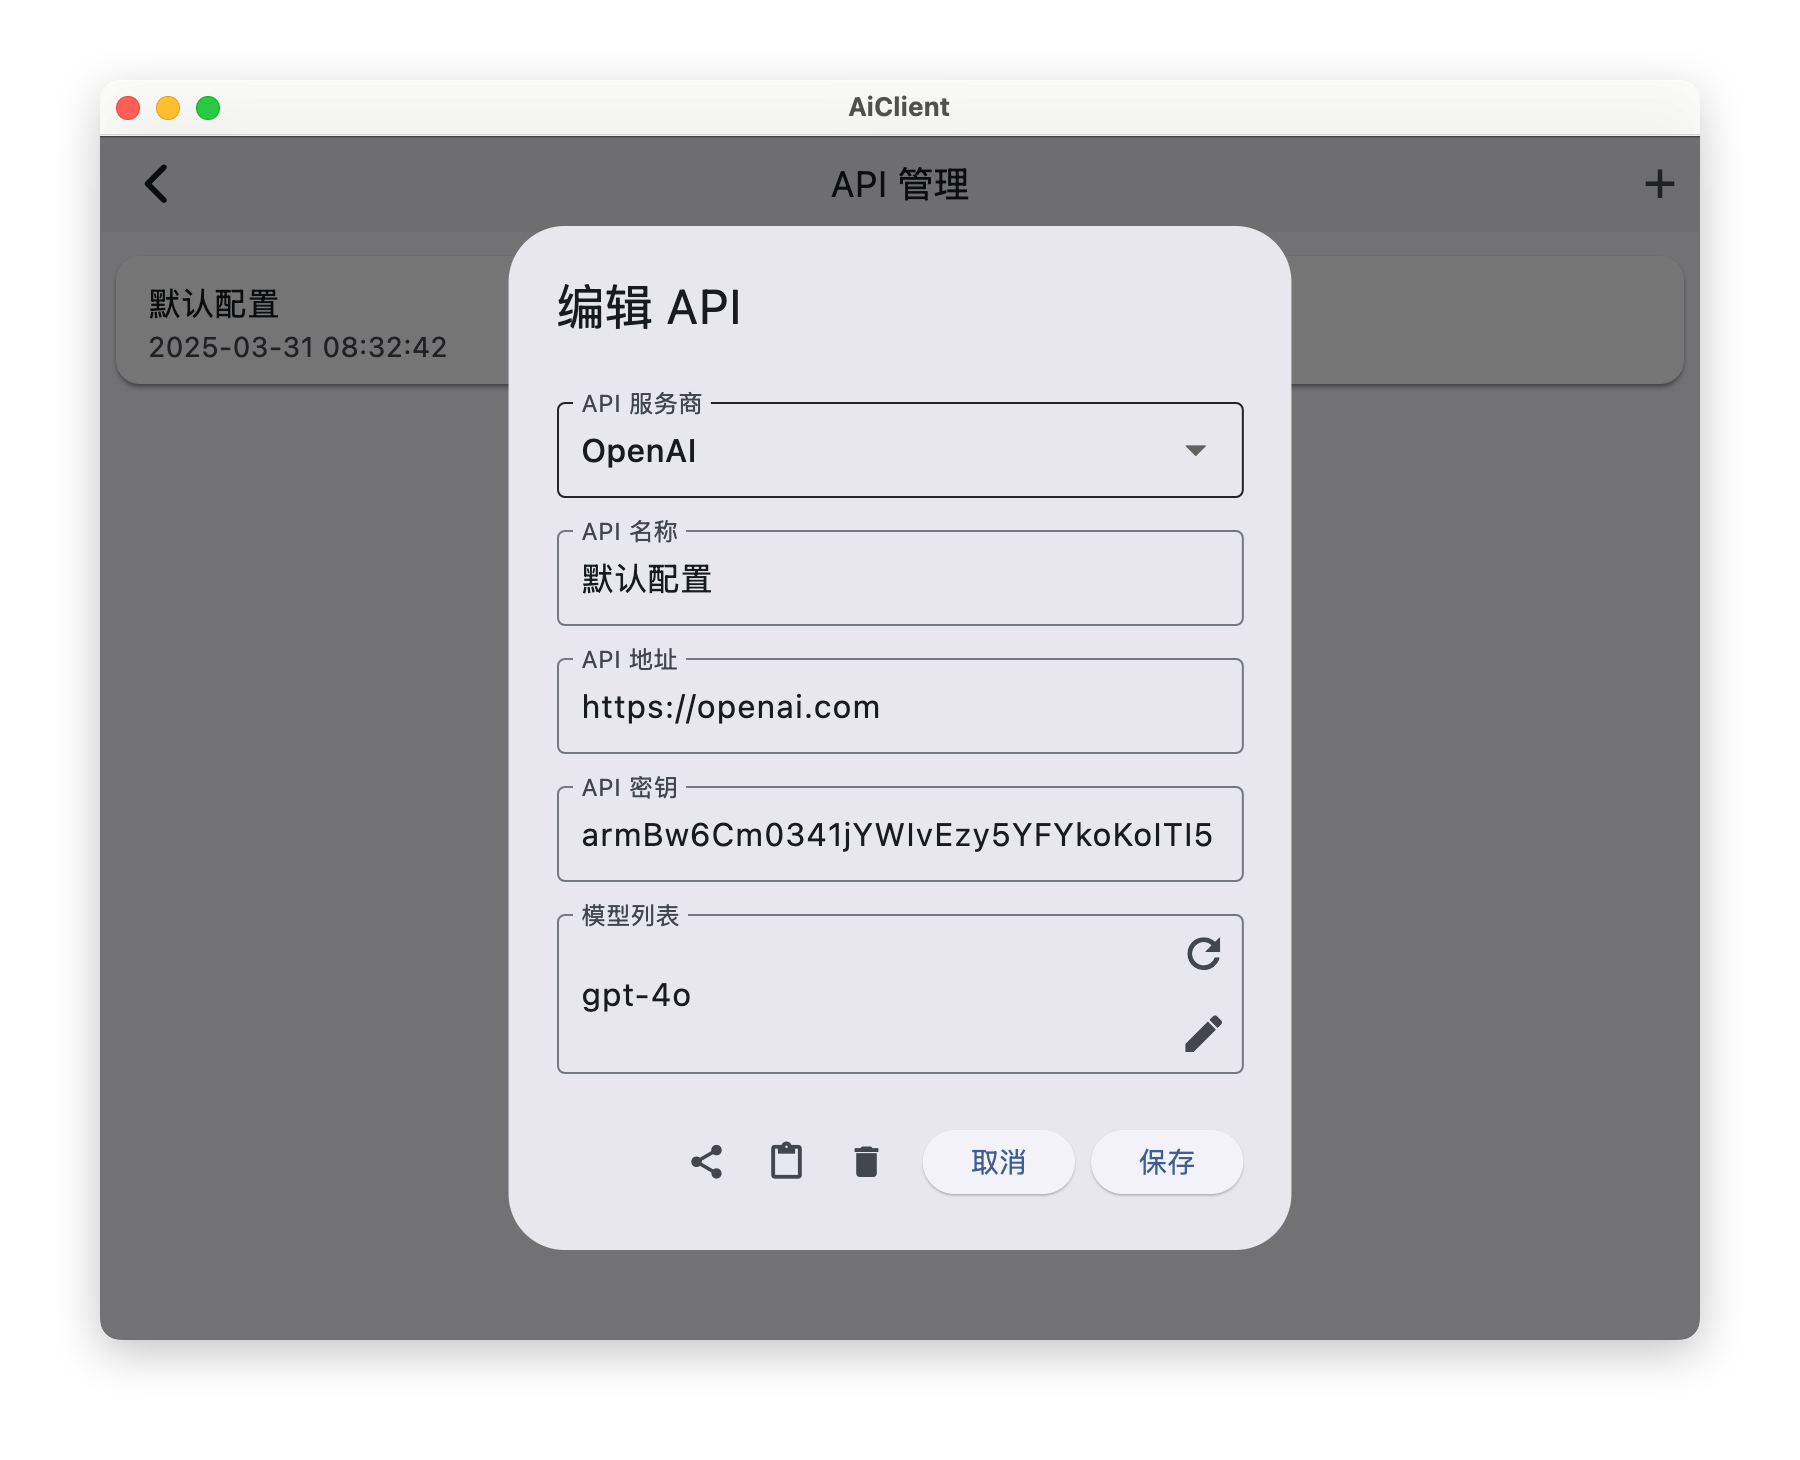 AiClient
API 管理
默认配置
2025-03-31 08:32:42
编辑 API
API 服务商
OpenAI
API 名称
默认配置
API 地址
https://openai.com
API 密钥
armBw6Cm0341jYWIvEzy5YFYkoKoITI5
模型列表
gpt-4o
取消
保存